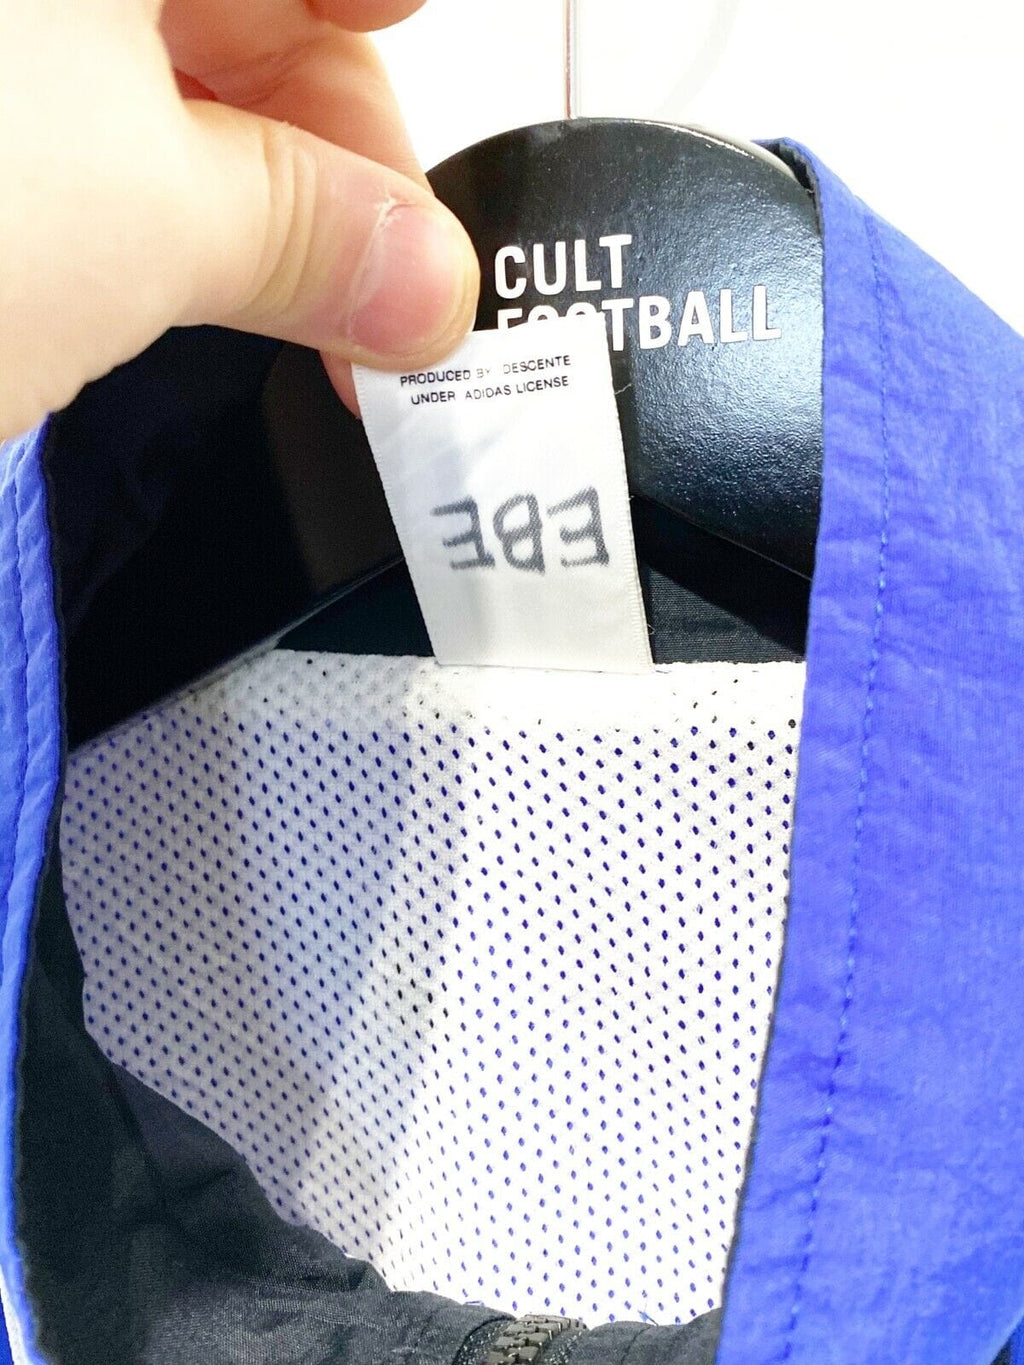 CULT
FOOTBALL
PRODUCED BY DESCENTE
UNDER ADIDAS LICENSE
EBE